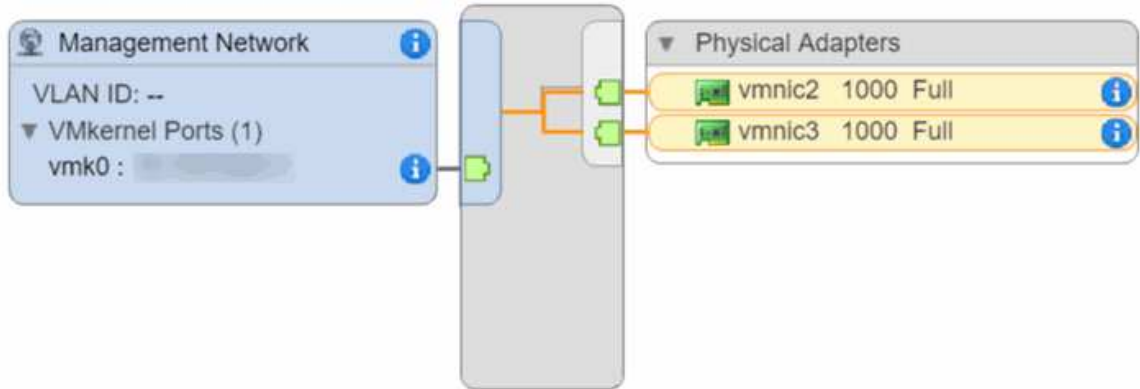 Management Network
VLAN ID: --
VMkernel Ports (1)
vmk0 :
Physical Adapters
vmnic2 1000 Full
vmnic3 1000 Full